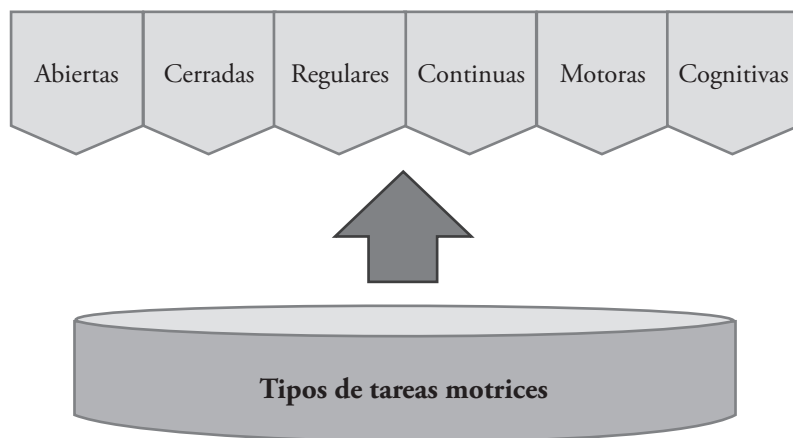 Abiertas
Cerradas
Regulares
Continuas
Motoras
Cognitivas
Tipos de tareas motrices